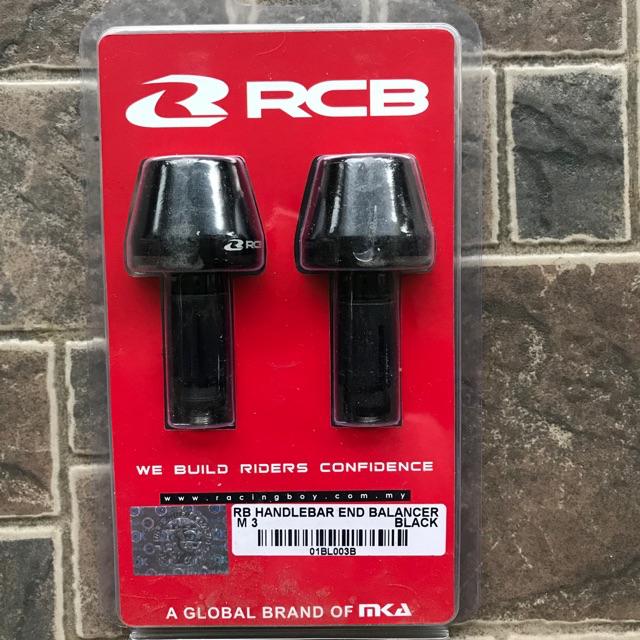 RCB
RCB
WE BUILD RIDERS CONFIDENCE
www.racingboy.com.my
RB HANDLEBAR END BALANCER
M 3 BLACK
01BL003B
A GLOBAL BRAND OF MKA